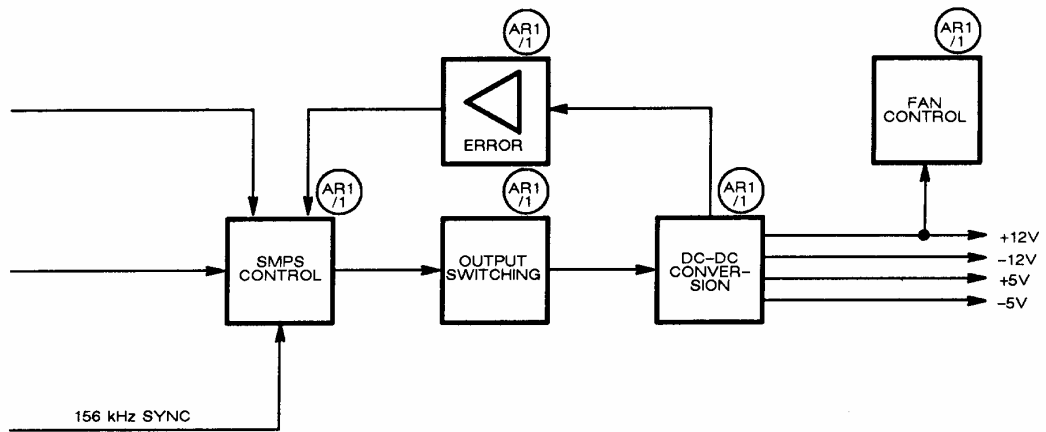 AR1
/1
AR1
/1
FAN
CONTROL
ERROR
AR1
/1
AR1
/1
AR1
/1
SMPS
CONTROL
OUTPUT
SWITCHING
DC-DC
CONVER-
SION
+12V
-12V
+5V
-5V
156 kHz SYNC